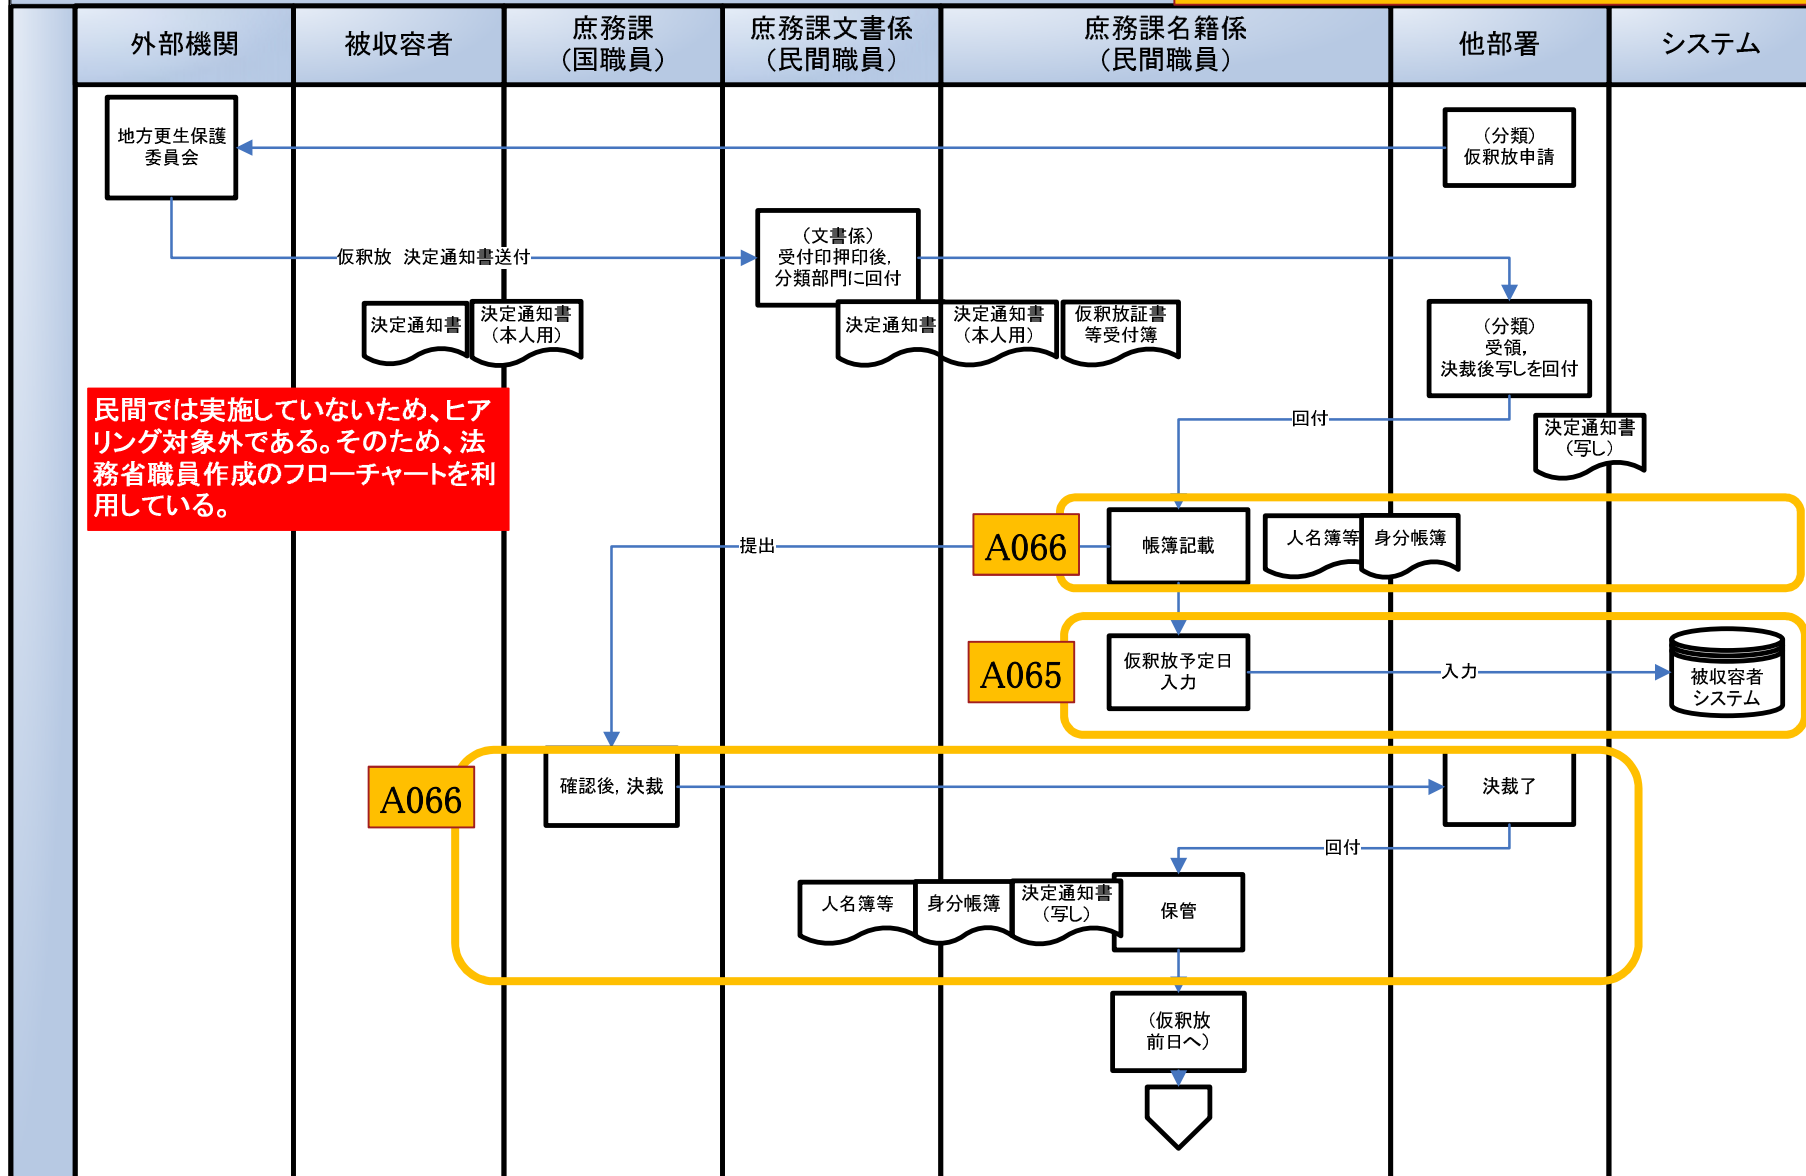 外部機関
被収容者
庶務課
（国職員）
庶務課文書係
（民間職員）
庶務課名籍係
（民間職員）
他部署
システム
地方更生保護
委員会
（分類）
仮釈放申請
仮釈放　決定通知書送付
（文書係）
受付印押印後，
分類部門に回付
決定通知書
決定通知書
（本人用）
決定通知書
決定通知書
（本人用）
仮釈放証書
等受付簿
（分類）
受領，
決裁後写しを回付
民間では実施していないため、ヒア
リング対象外である。そのため、法
務省職員作成のフローチャートを利
用している。
回付
決定通知書
（写し）
提出
A066
帳簿記載
人名簿等
身分帳簿
A065
仮釈放予定日
入力
入力
被収容者
システム
A066
確認後，決裁
決裁了
回付
人名簿等
身分帳簿
決定通知書
（写し）
保管
（仮釈放
前日へ）